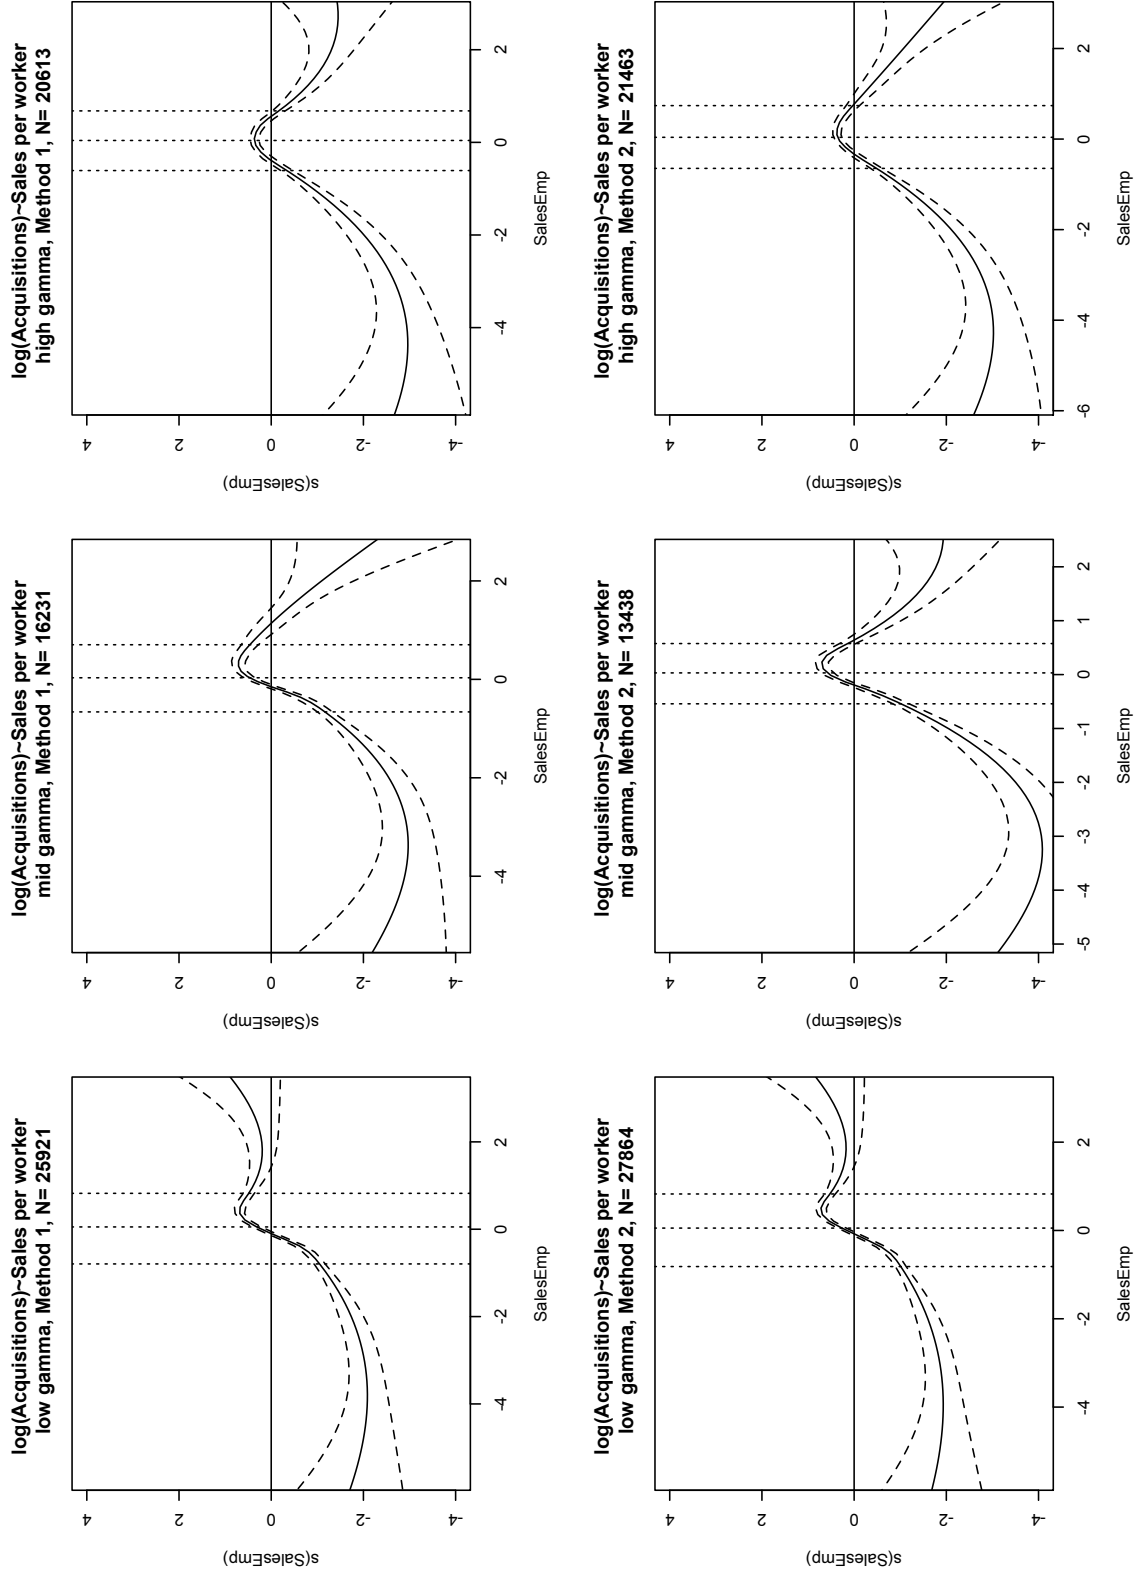 log(Acquisitions)~Sales per worker
low gamma, Method 1, N= 25921
s(SalesEmp)
4
2
0
-2
-4
-4 -2 0 2
SalesEmp
log(Acquisitions)~Sales per worker
mid gamma, Method 1, N= 16231
s(SalesEmp)
4
2
0
-2
-4
-4 -2 0 2
SalesEmp
log(Acquisitions)~Sales per worker
high gamma, Method 1, N= 20613
s(SalesEmp)
4
2
0
-2
-4
-4 -2 0 2
SalesEmp
log(Acquisitions)~Sales per worker
low gamma, Method 2, N= 27864
s(SalesEmp)
4
2
0
-2
-4
-4 -2 0 2
SalesEmp
log(Acquisitions)~Sales per worker
mid gamma, Method 2, N= 13438
s(SalesEmp)
4
2
0
-2
-4
-5 -4 -3 -2 -1 0 1 2
SalesEmp
log(Acquisitions)~Sales per worker
high gamma, Method 2, N= 21463
s(SalesEmp)
4
2
0
-2
-4
-6 -4 -2 0 2
SalesEmp